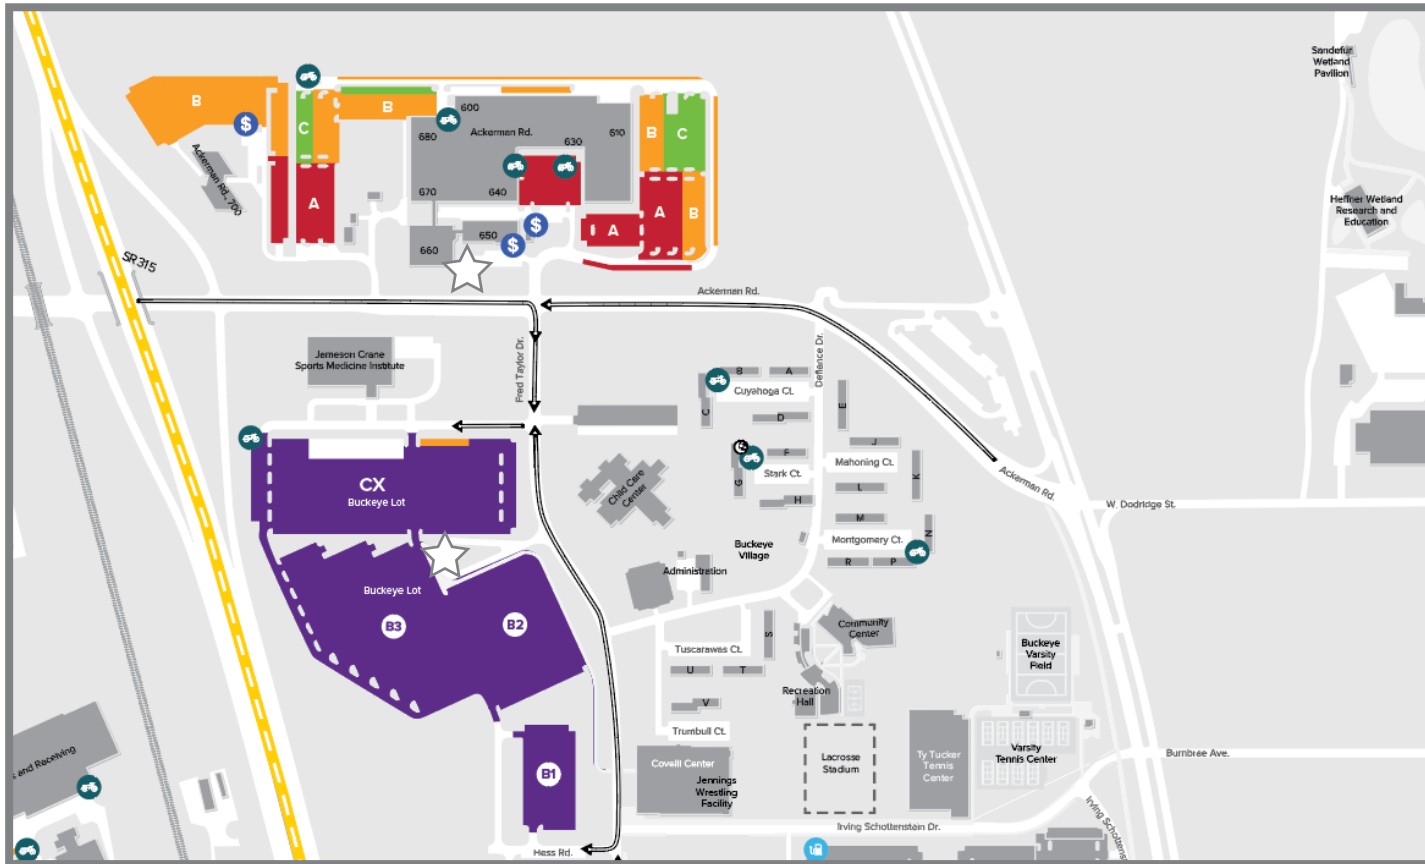 Sandefur
Wetland
Pavilion
B
$
C
B
600
Ackerman Rd.
680
610
630
B
C
Ackerman Rd., 700
A
670
640
A
A
B
Heffner Wetland
Research and
Education
$
650
$
660
SR315
Ackerman Rd.
Jameson Crane
Sports Medicine Institute
Fred Taylor Dr.
Defiance Dr.
B
A
Cuyahoga Ct.
C
D
E
F
J
Mahoning Ct.
Stark Ct.
G
H
K
L
Ackerman Rd.
W. Dodridge St.
CX
Buckeye Lot
Child Care
Center
M
N
Montgomery Ct.
R
P
Buckeye
Village
Administration
Buckeye Lot
B3
B2
Community
Center
S
Tuscarawas Ct.
U
T
Buckeye
Varsity
Field
Recreation
Hall
V
Trumbull Ct.
s and Receiving
B1
Covelli Center
Jennings
Wrestling
Facility
Lacrosse
Stadium
Ty Tucker
Tennis
Center
Varsity
Tennis Center
Burnbree Ave.
Irving Schottenstein Dr.
Irving Schottens
Hess Rd.